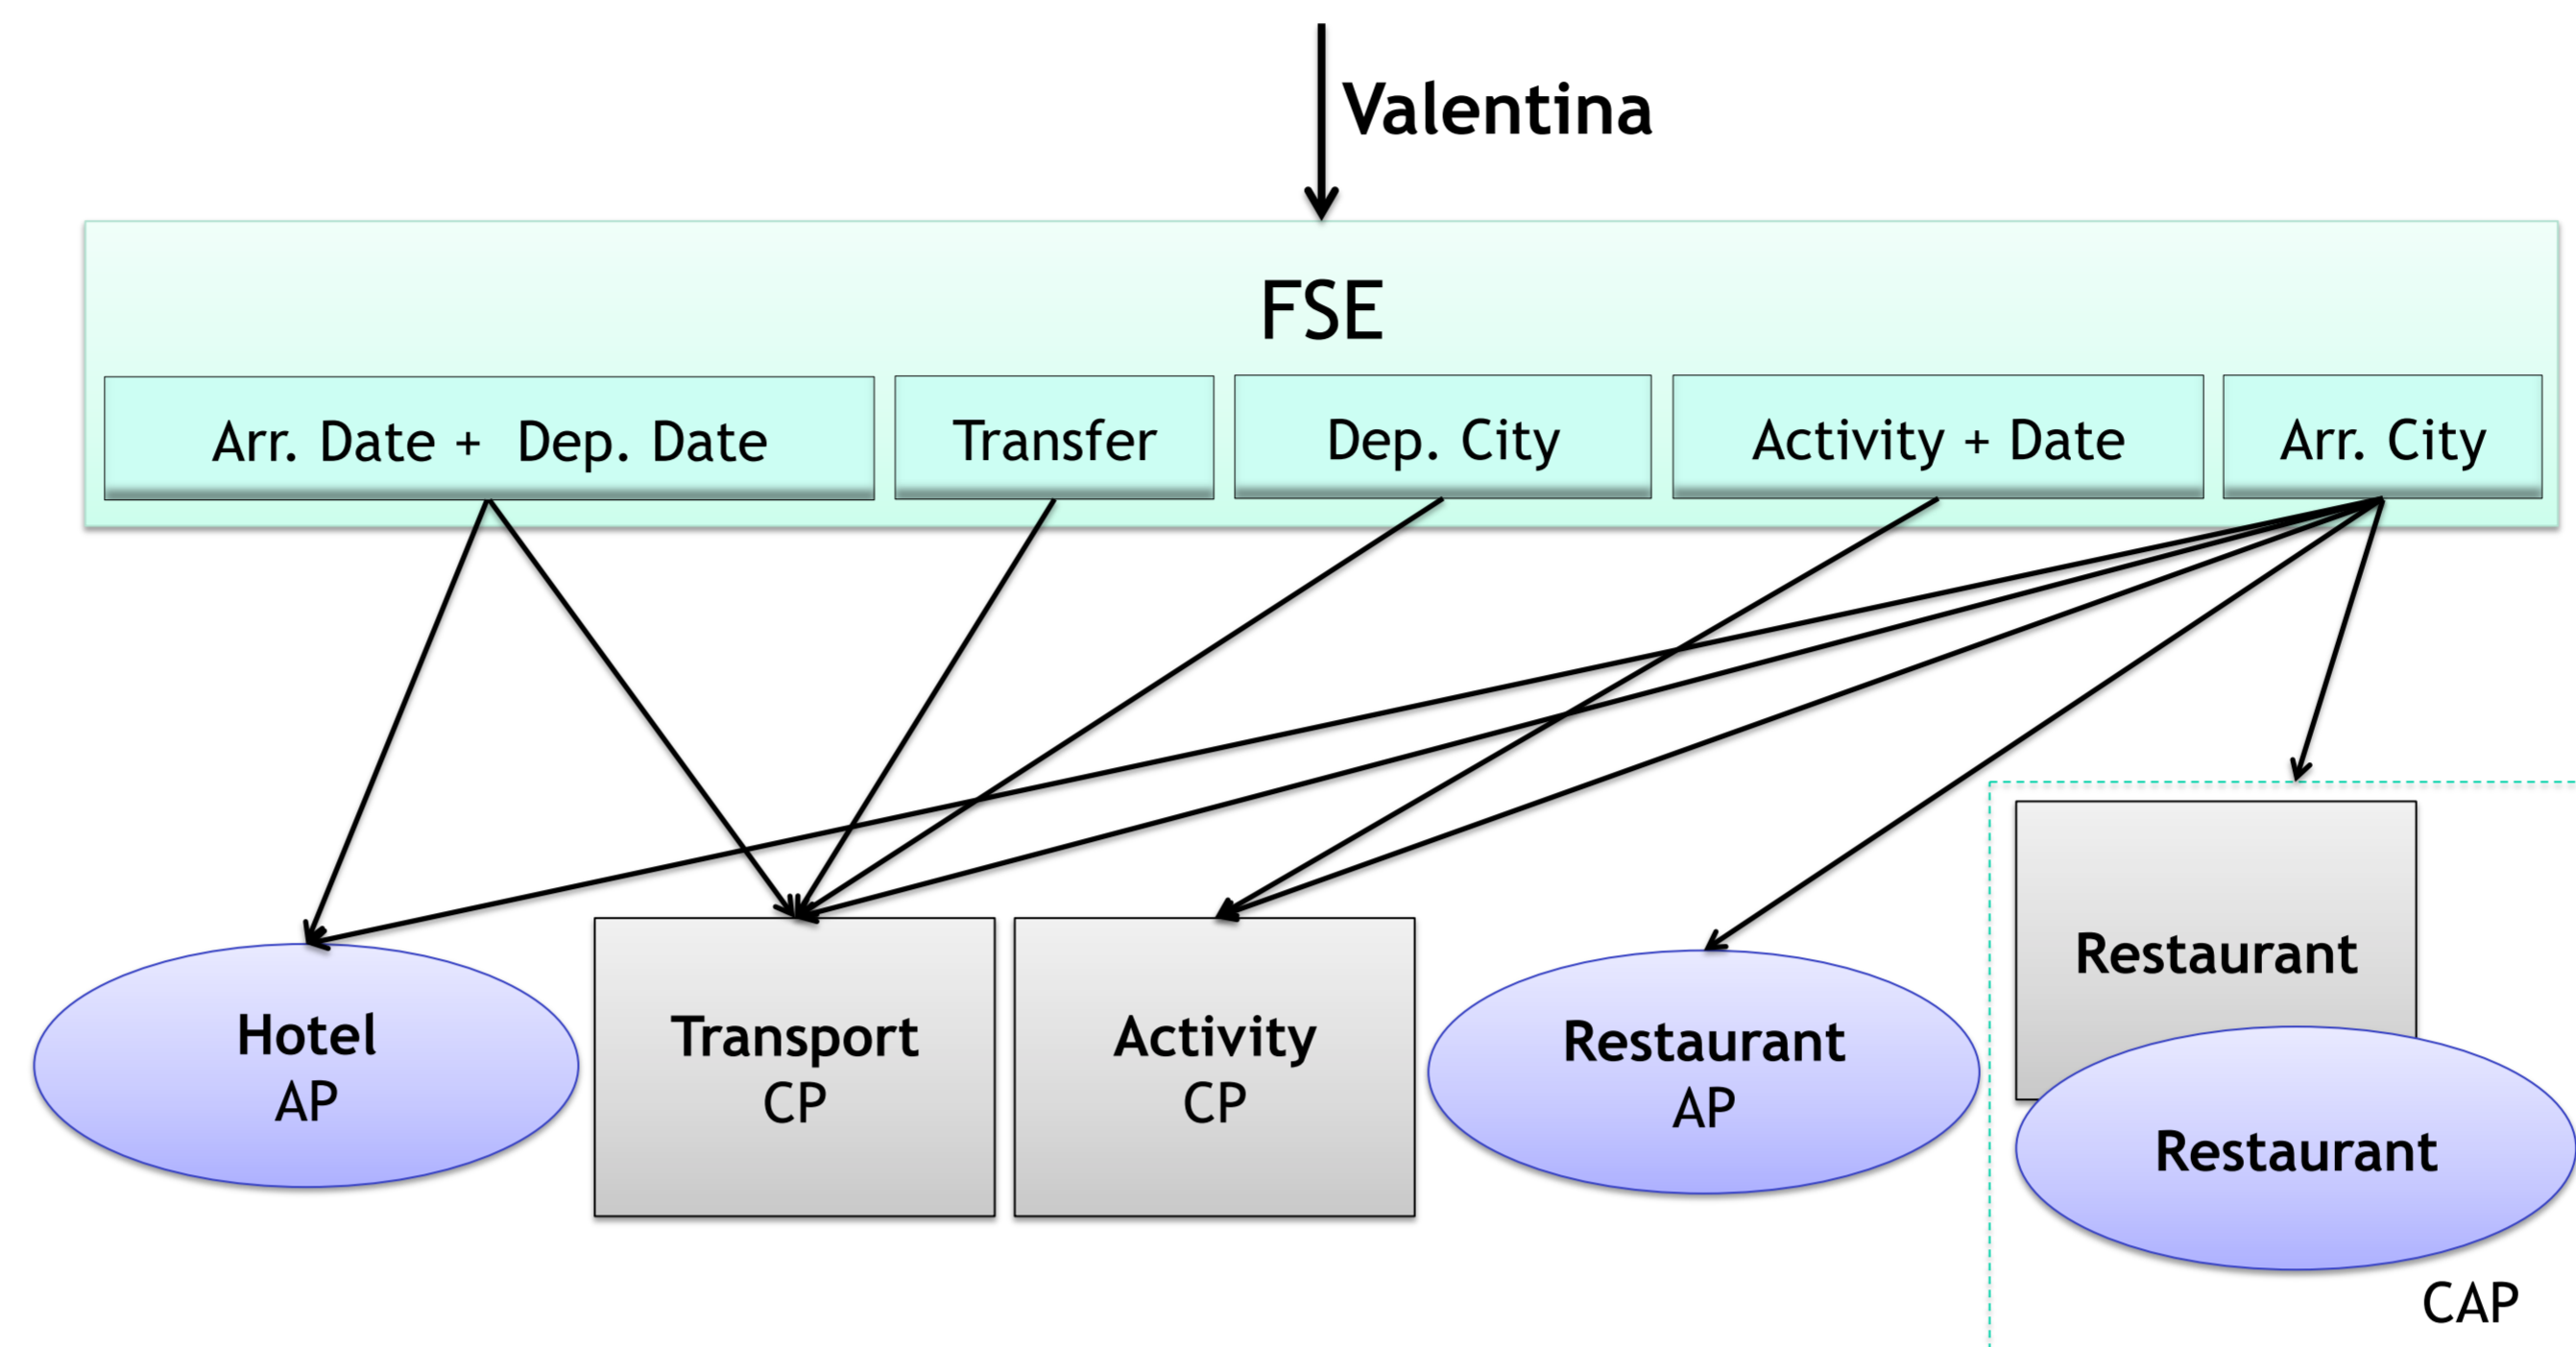 Valentina
FSE
Arr. Date + Dep. Date
Transfer
Dep. City
Activity + Date
Arr. City
Hotel
AP
Transport
CP
Activity
CP
Restaurant
AP
Restaurant
Restaurant
CAP